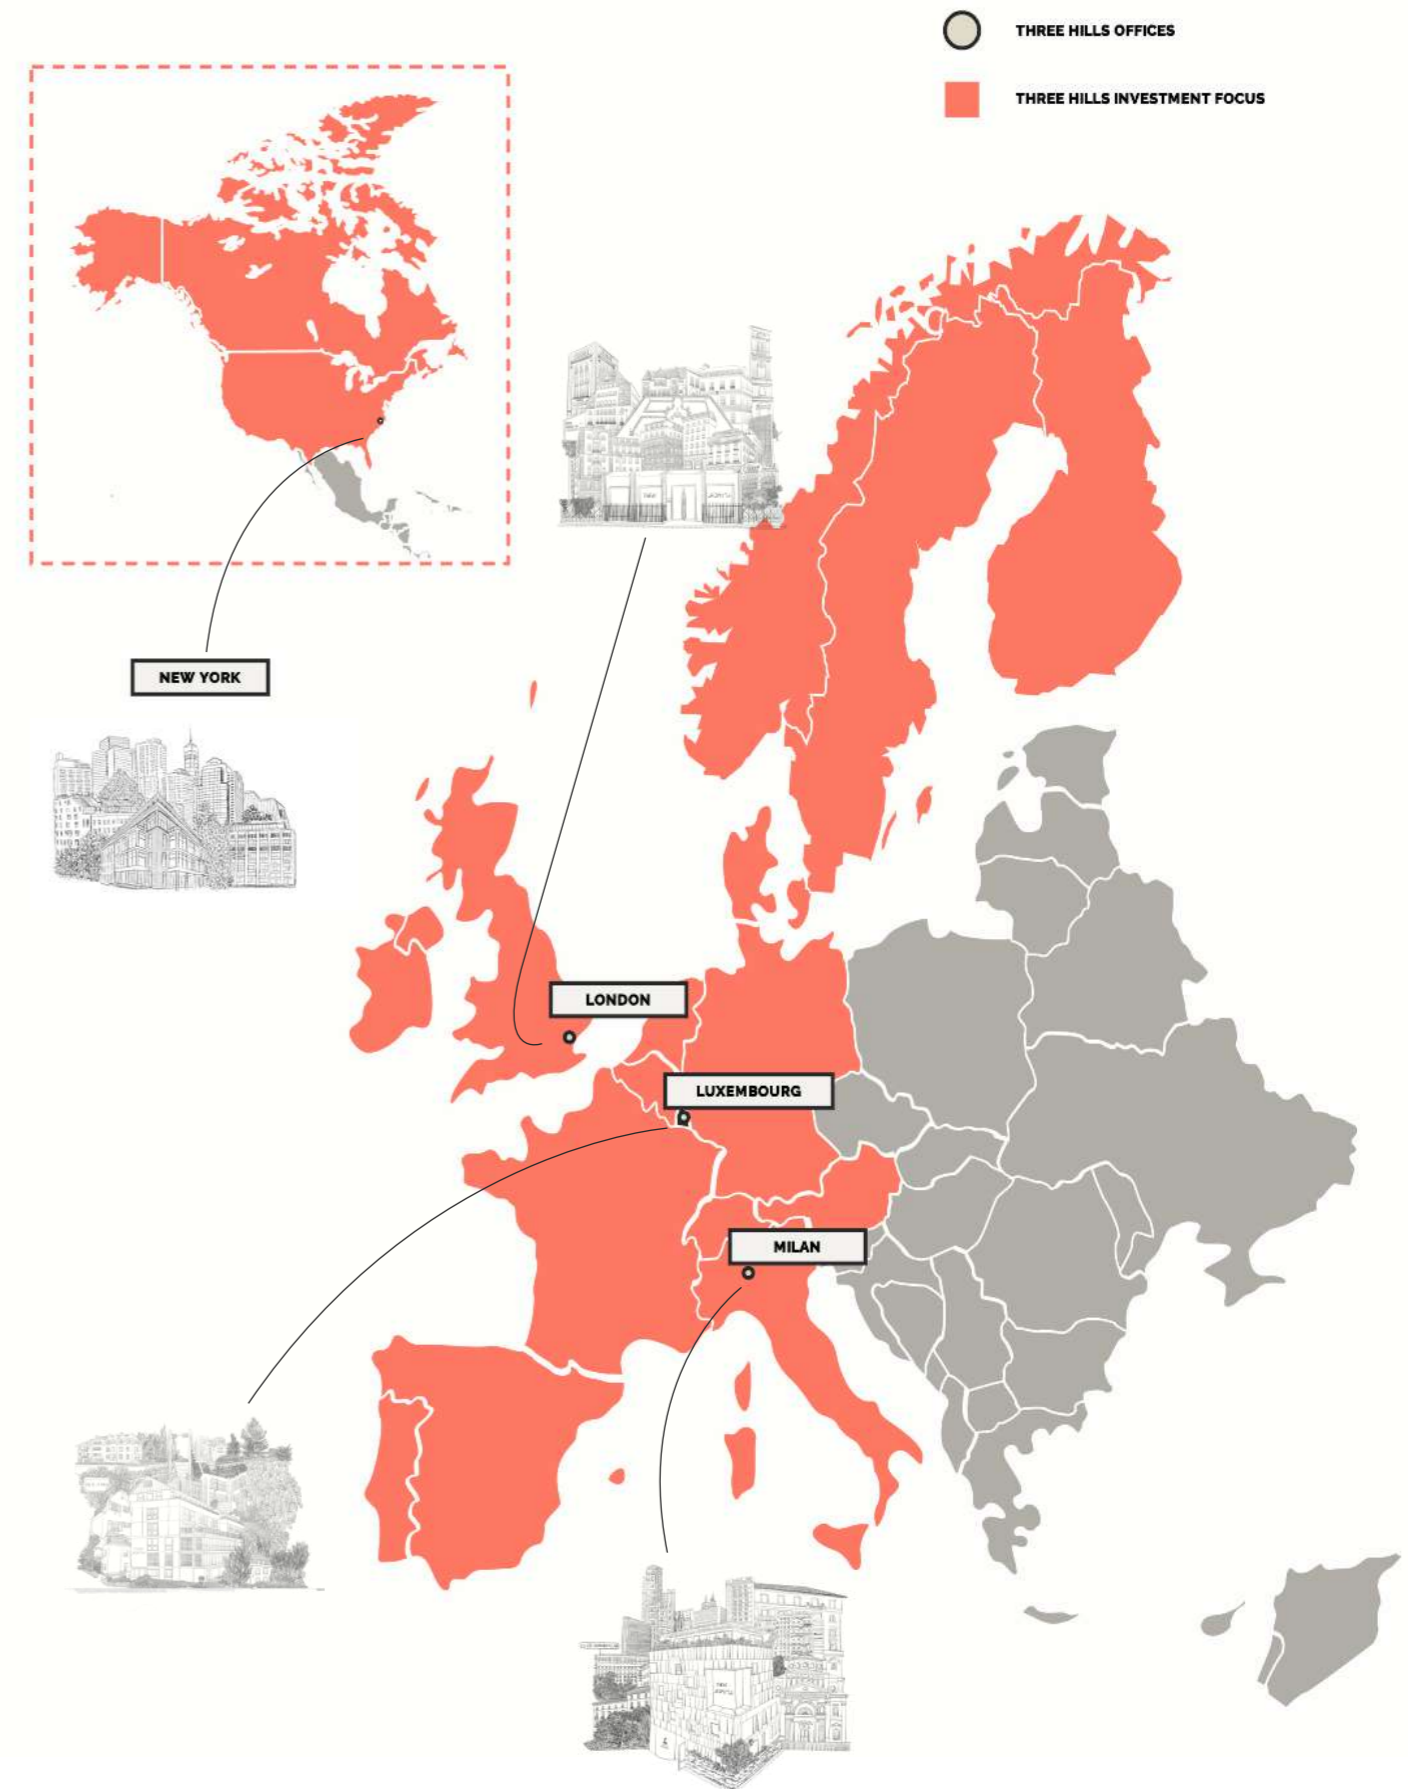 THREE HILLS OFFICES
THREE HILLS INVESTMENT FOCUS
NEW YORK
LONDON
LUXEMBOURG
MILAN